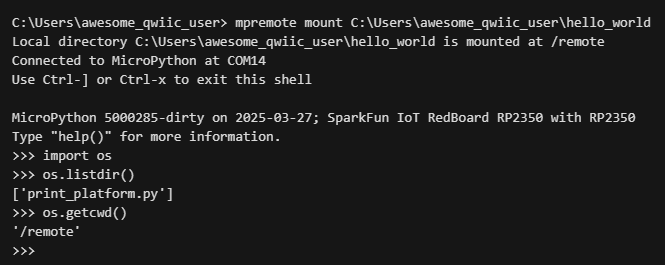 C:\Users\awesome_qwiic_user> mpremote mount C:\Users\awesome_qwiic_user\hello_world
Local directory C:\Users\awesome_qwiic_user\hello_world is mounted at /remote
Connected to MicroPython at COM14
Use Ctrl-] or Ctrl-x to exit this shell
MicroPython 5000285-dirty on 2025-03-27; SparkFun IoT RedBoard RP2350 with RP2350
Type "help()" for more information.
>>> import os
>>> os.listdir()
['print_platform.py']
>>> os.getcwd()
'/remote'
>>>